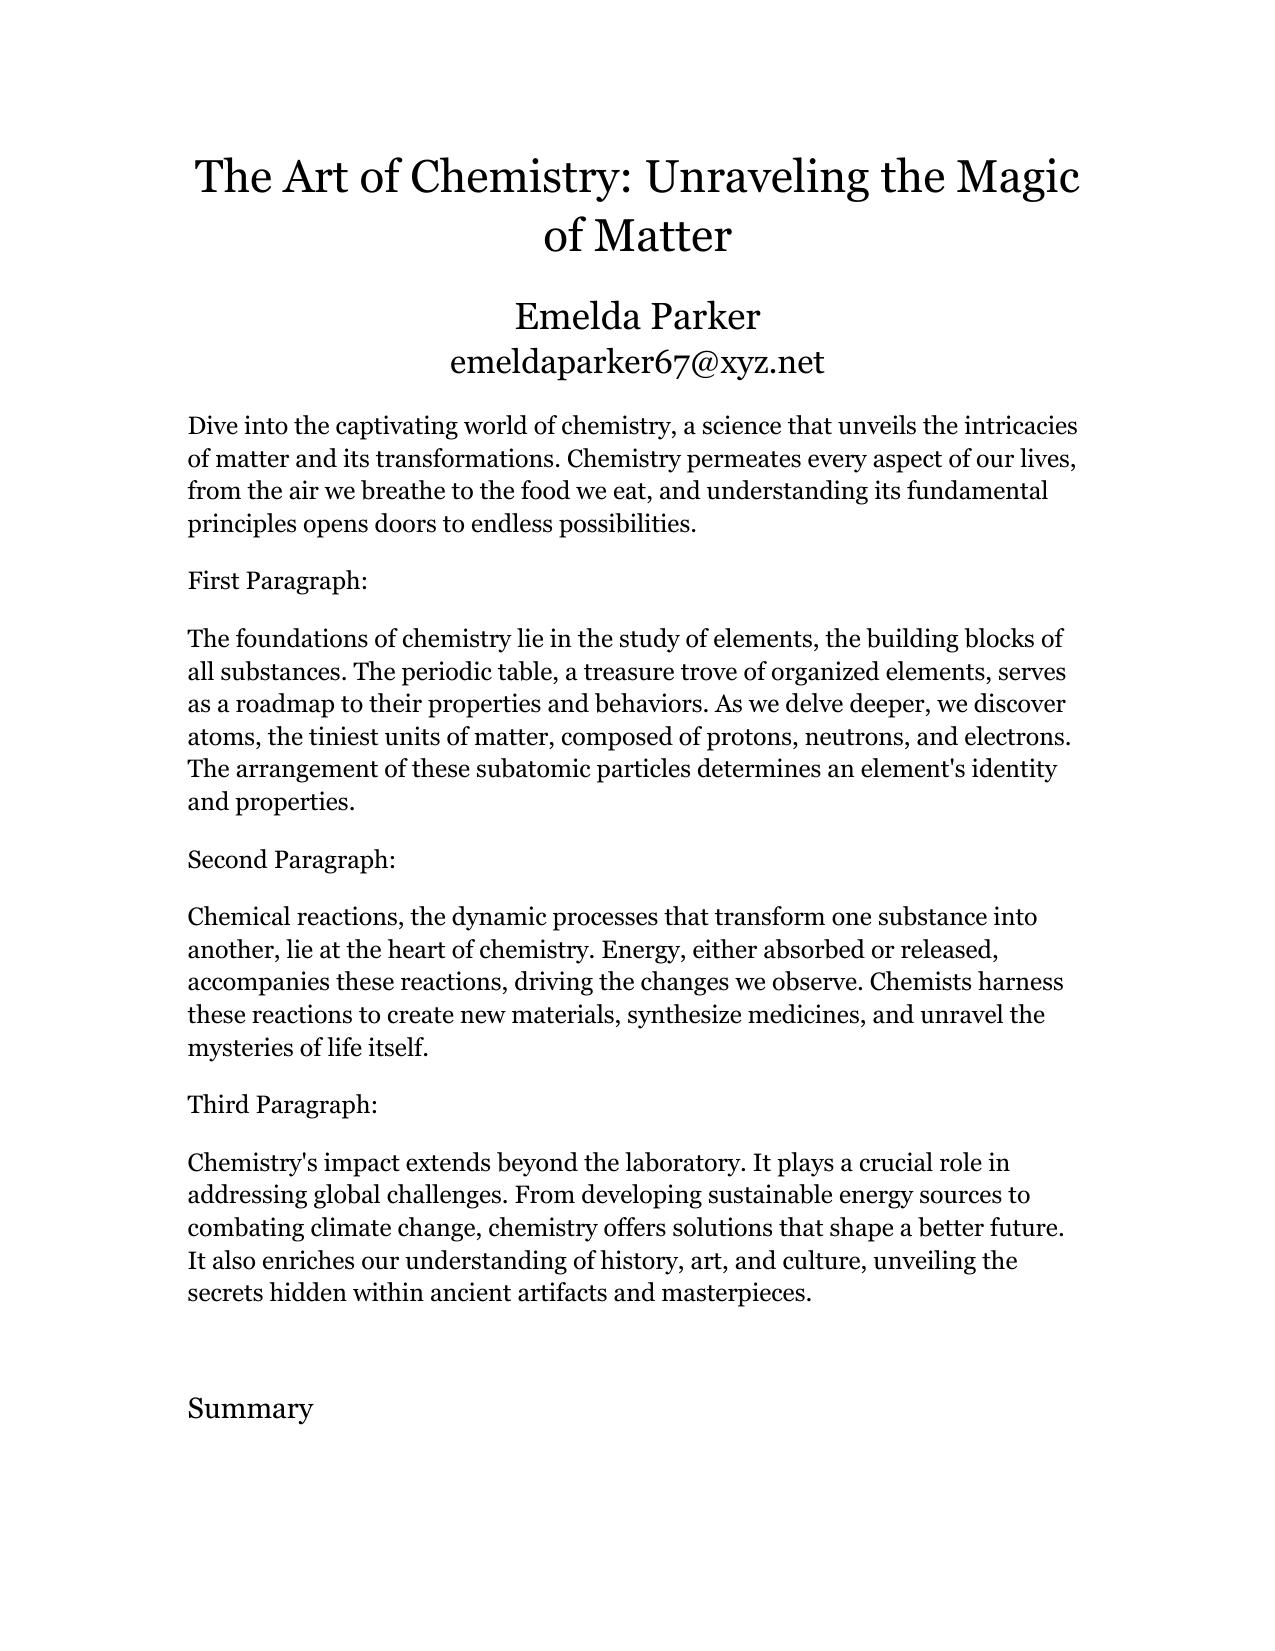 The Art of Chemistry: Unraveling the Magic
of Matter
Emelda Parker
emeldaparker67@xyz.net
Dive into the captivating world of chemistry, a science that unveils the intricacies
of matter and its transformations. Chemistry permeates every aspect of our lives,
from the air we breathe to the food we eat, and understanding its fundamental
principles opens doors to endless possibilities.
First Paragraph:
The foundations of chemistry lie in the study of elements, the building blocks of
all substances. The periodic table, a treasure trove of organized elements, serves
as a roadmap to their properties and behaviors. As we delve deeper, we discover
atoms, the tiniest units of matter, composed of protons, neutrons, and electrons.
The arrangement of these subatomic particles determines an element's identity
and properties.
Second Paragraph:
Chemical reactions, the dynamic processes that transform one substance into
another, lie at the heart of chemistry. Energy, either absorbed or released,
accompanies these reactions, driving the changes we observe. Chemists harness
these reactions to create new materials, synthesize medicines, and unravel the
mysteries of life itself.
Third Paragraph:
Chemistry's impact extends beyond the laboratory. It plays a crucial role in
addressing global challenges. From developing sustainable energy sources to
combating climate change, chemistry offers solutions that shape a better future.
It also enriches our understanding of history, art, and culture, unveiling the
secrets hidden within ancient artifacts and masterpieces.
Summary